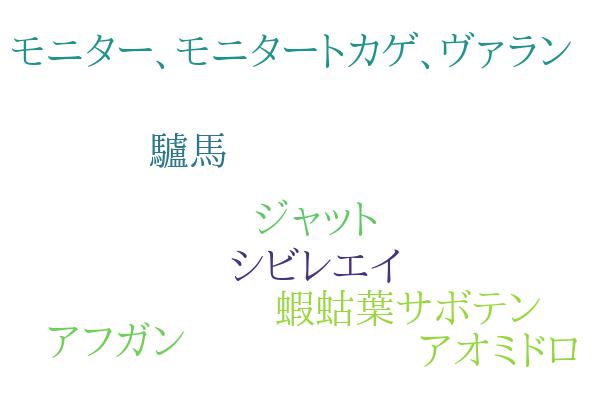 モニター、モニタートカゲ、ヴァラン
驢馬
ジャット
シビレエイ
蝦蛄葉サボテン
アフガン
アオミドロ